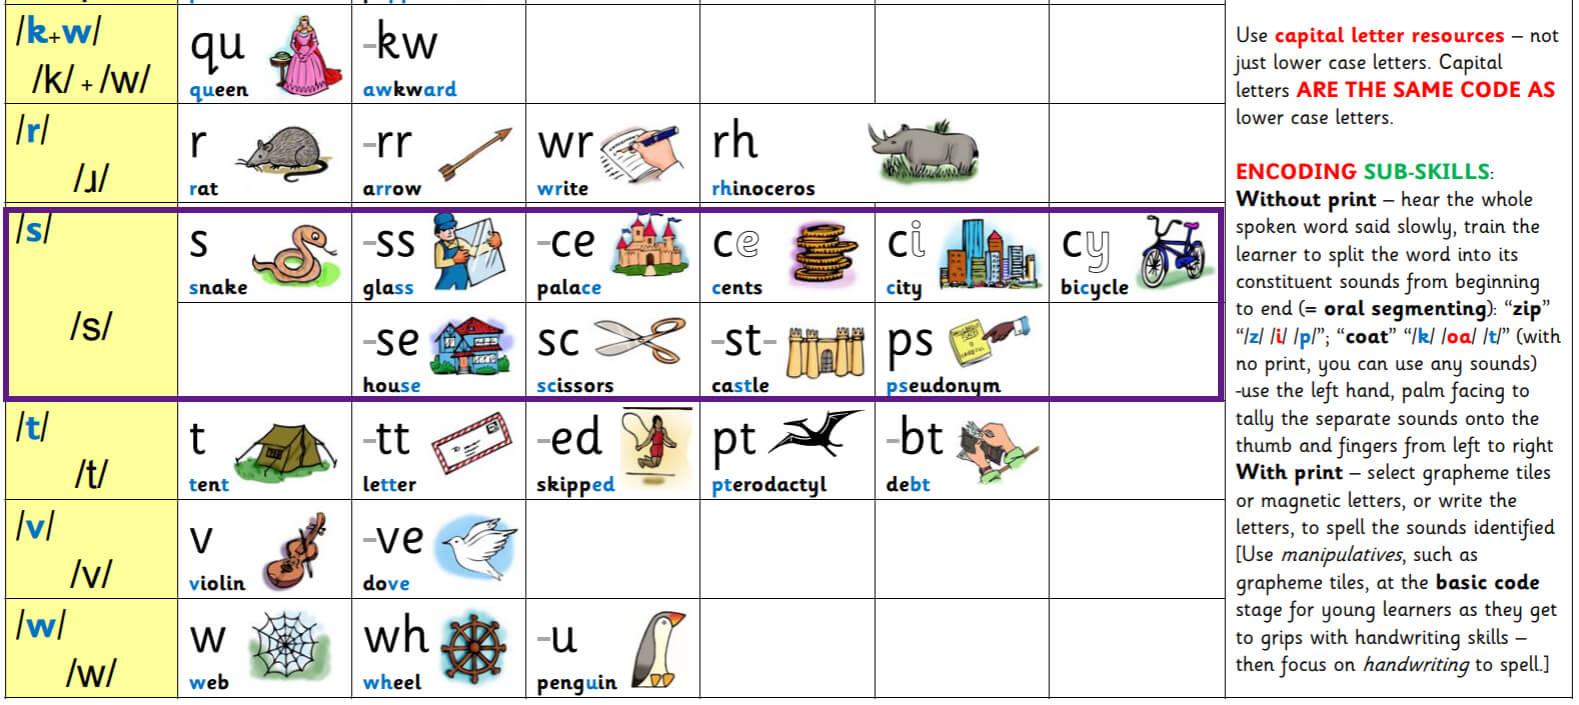 /k+w/
/k/ + /w/
qu
queen
-kw
awkward
/r/
/ɹ/
r
rat
-rr
arrow
wr
write
rh
rhinoceros
/s/
/s/
s
snake
-ss
glass
-ce
palace
ce
cents
ci
city
cy
bicycle
-se
house
sc
scissors
-st-
castle
ps
pseudonym
/t/
/t/
t
tent
-tt
letter
-ed
skipped
pt
pterodactyl
-bt
debt
/v/
/v/
v
violin
-ve
dove
/w/
/w/
w
web
wh
wheel
-u
penguin
Use capital letter resources – not
just lower case letters. Capital
letters ARE THE SAME CODE AS
lower case letters.
ENCODING SUB-SKILLS:
Without print – hear the whole
spoken word said slowly, train the
learner to split the word into its
constituent sounds from beginning
to end (= oral segmenting): “zip”
“/z/ /i/ /p/”; “coat” “/k/ /oa/ /t/” (with
no print, you can use any sounds)
-use the left hand, palm facing to
tally the separate sounds onto the
thumb and fingers from left to right
With print – select grapheme tiles
or magnetic letters, or write the
letters, to spell the sounds identified
[Use manipulatives, such as
grapheme tiles, at the basic code
stage for young learners as they get
to grips with handwriting skills –
then focus on handwriting to spell.]